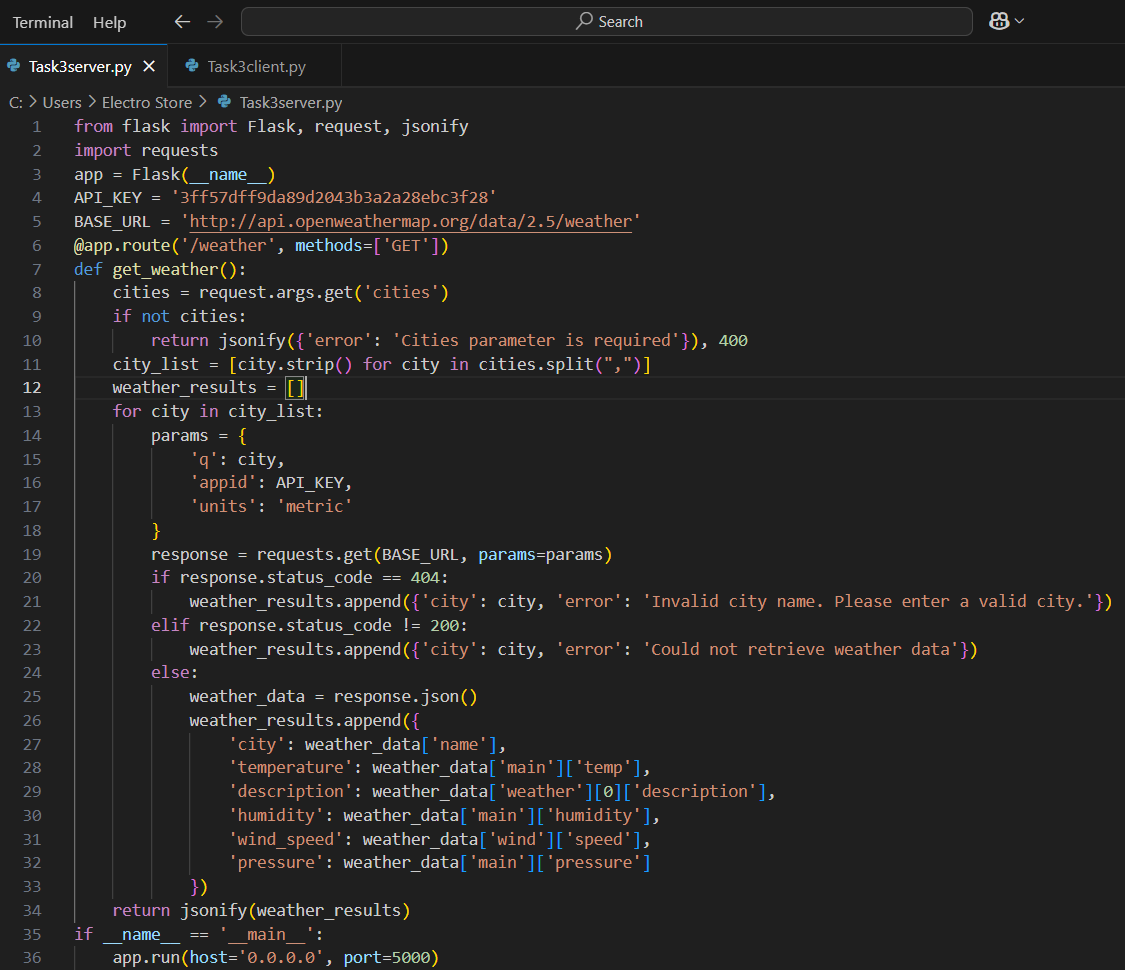 Terminal Help Search
Task3server.py Task3client.py
C: > Users > Electro Store > Task3server.py
1 from flask import Flask, request, jsonify
2 import requests
3 app = Flask(__name__)
4 API_KEY = '3ff57dff9da89d2043b3a2a28ebc3f28'
5 BASE_URL = 'http://api.openweathermap.org/data/2.5/weather'
6 @app.route('/weather', methods=['GET'])
7 def get_weather():
8     cities = request.args.get('cities')
9     if not cities:
10         return jsonify({'error': 'Cities parameter is required'}), 400
11     city_list = [city.strip() for city in cities.split(",")]
12     weather_results = []
13     for city in city_list:
14         params = {
15             'q': city,
16             'appid': API_KEY,
17             'units': 'metric'
18         }
19         response = requests.get(BASE_URL, params=params)
20         if response.status_code == 404:
21             weather_results.append({'city': city, 'error': 'Invalid city name. Please enter a valid city.'})
22         elif response.status_code != 200:
23             weather_results.append({'city': city, 'error': 'Could not retrieve weather data'})
24         else:
25             weather_data = response.json()
26             weather_results.append({
27                 'city': weather_data['name'],
28                 'temperature': weather_data['main']['temp'],
29                 'description': weather_data['weather'][0]['description'],
30                 'humidity': weather_data['main']['humidity'],
31                 'wind_speed': weather_data['wind']['speed'],
32                 'pressure': weather_data['main']['pressure']
33             })
34     return jsonify(weather_results)
35 if __name__ == '__main__':
36     app.run(host='0.0.0.0', port=5000)